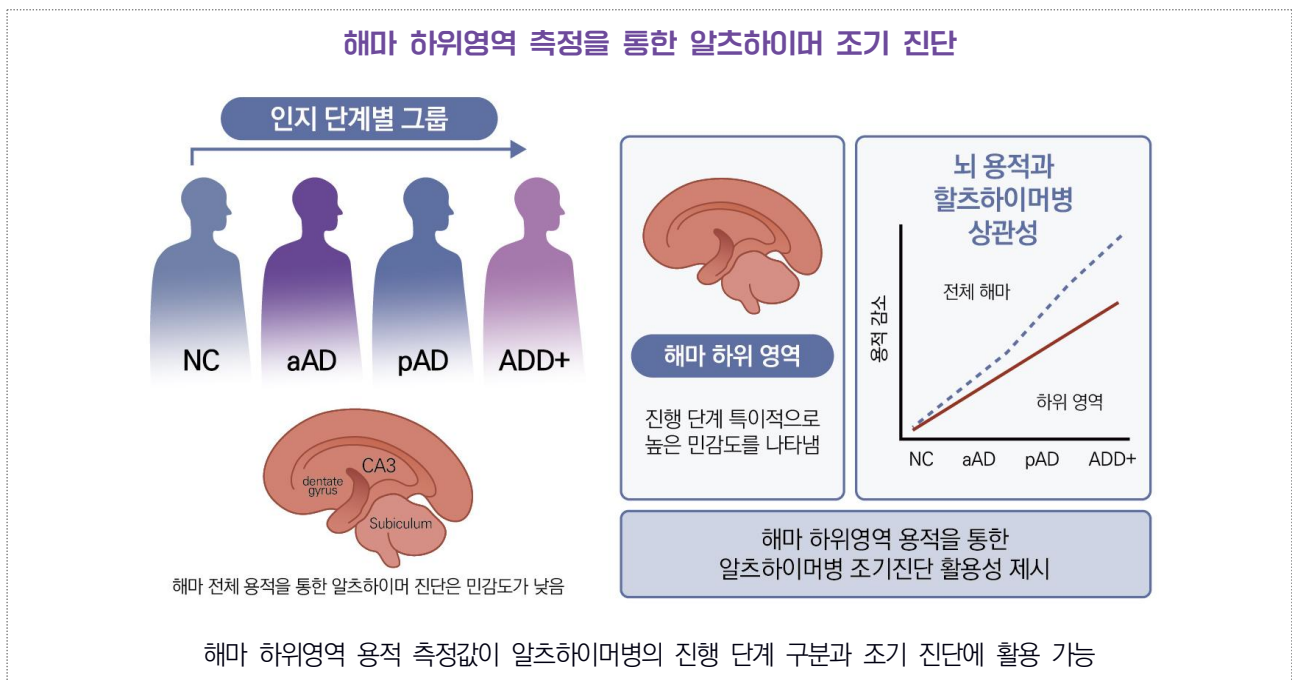 해마 하위영역 측정을 통한 알츠하이머 조기 진단
인지 단계별 그룹
NC
aAD
pAD
ADD+
CA3
dentate
gyrus
Subiculum
해마 전체 용적을 통한 알츠하이머 진단은 민감도가 낮음
해마 하위 영역
진행 단계 특이적으로
높은 민감도를 나타냄
뇌 용적과
할츠하이머병
상관성
용적 감소
전체 해마
하위 영역
NC
aAD
pAD
ADD+
해마 하위영역 용적을 통한
알츠하이머병 조기진단 활용성 제시
해마 하위영역 용적 측정값이 알츠하이머병의 진행 단계 구분과 조기 진단에 활용 가능